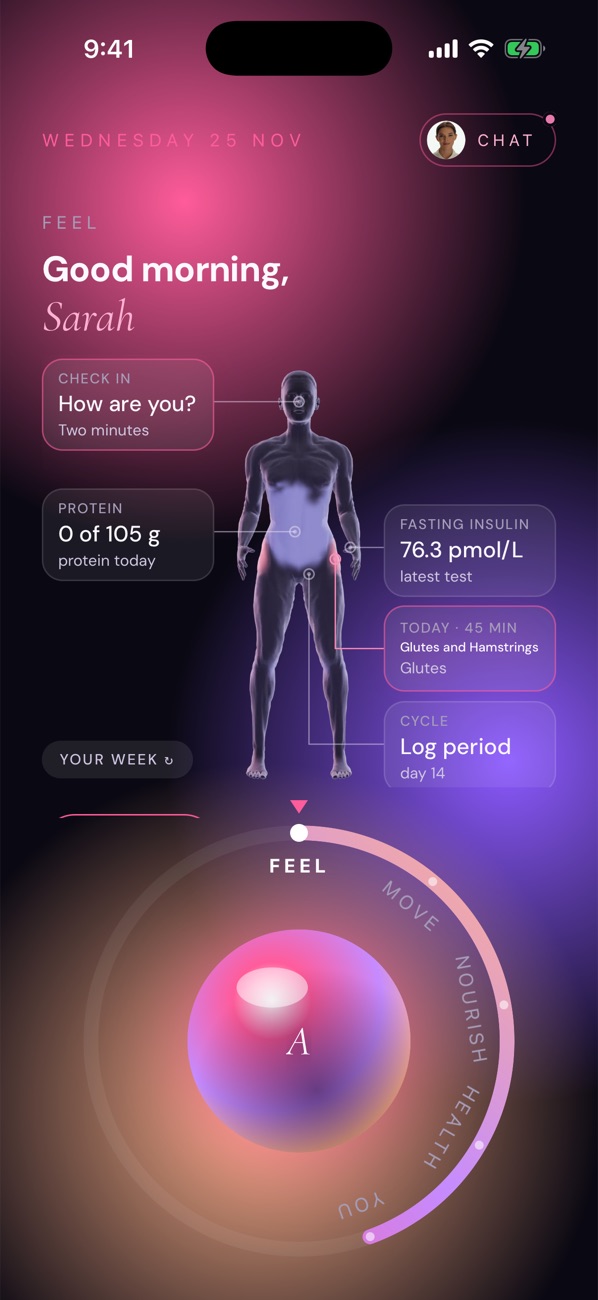 9:41
WEDNESDAY 25 NOV
CHAT
FEEL
Good morning,
Sarah
CHECK IN
How are you?
Two minutes
PROTEIN
0 of 105 g
protein today
FASTING INSULIN
76.3 pmol/L
latest test
TODAY · 45 MIN
Glutes and Hamstrings
Glutes
CYCLE
Log period
day 14
YOUR WEEK ↻
FEEL
MOVE
NOURISH
HEALTH
YOU
A